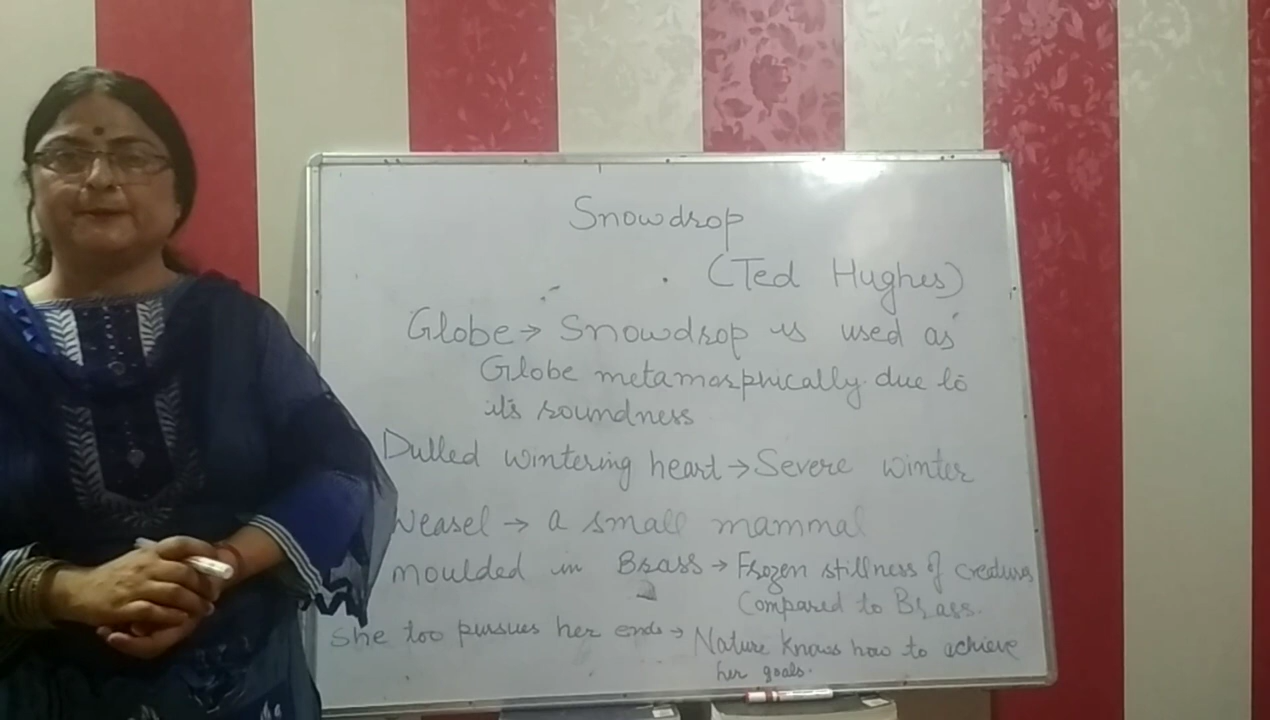 Snowdrop
(Ted Hughes)
Globe → Snowdrop is used as
Globe metamorphically due to
its roundness
Dulled wintering heart → Severe winter
Weasel → a small mammal
moulded in Brass → Frozen stillness of creatures
Compared to Brass.
She too pursues her ends → Nature knows how to achieve
her goals.